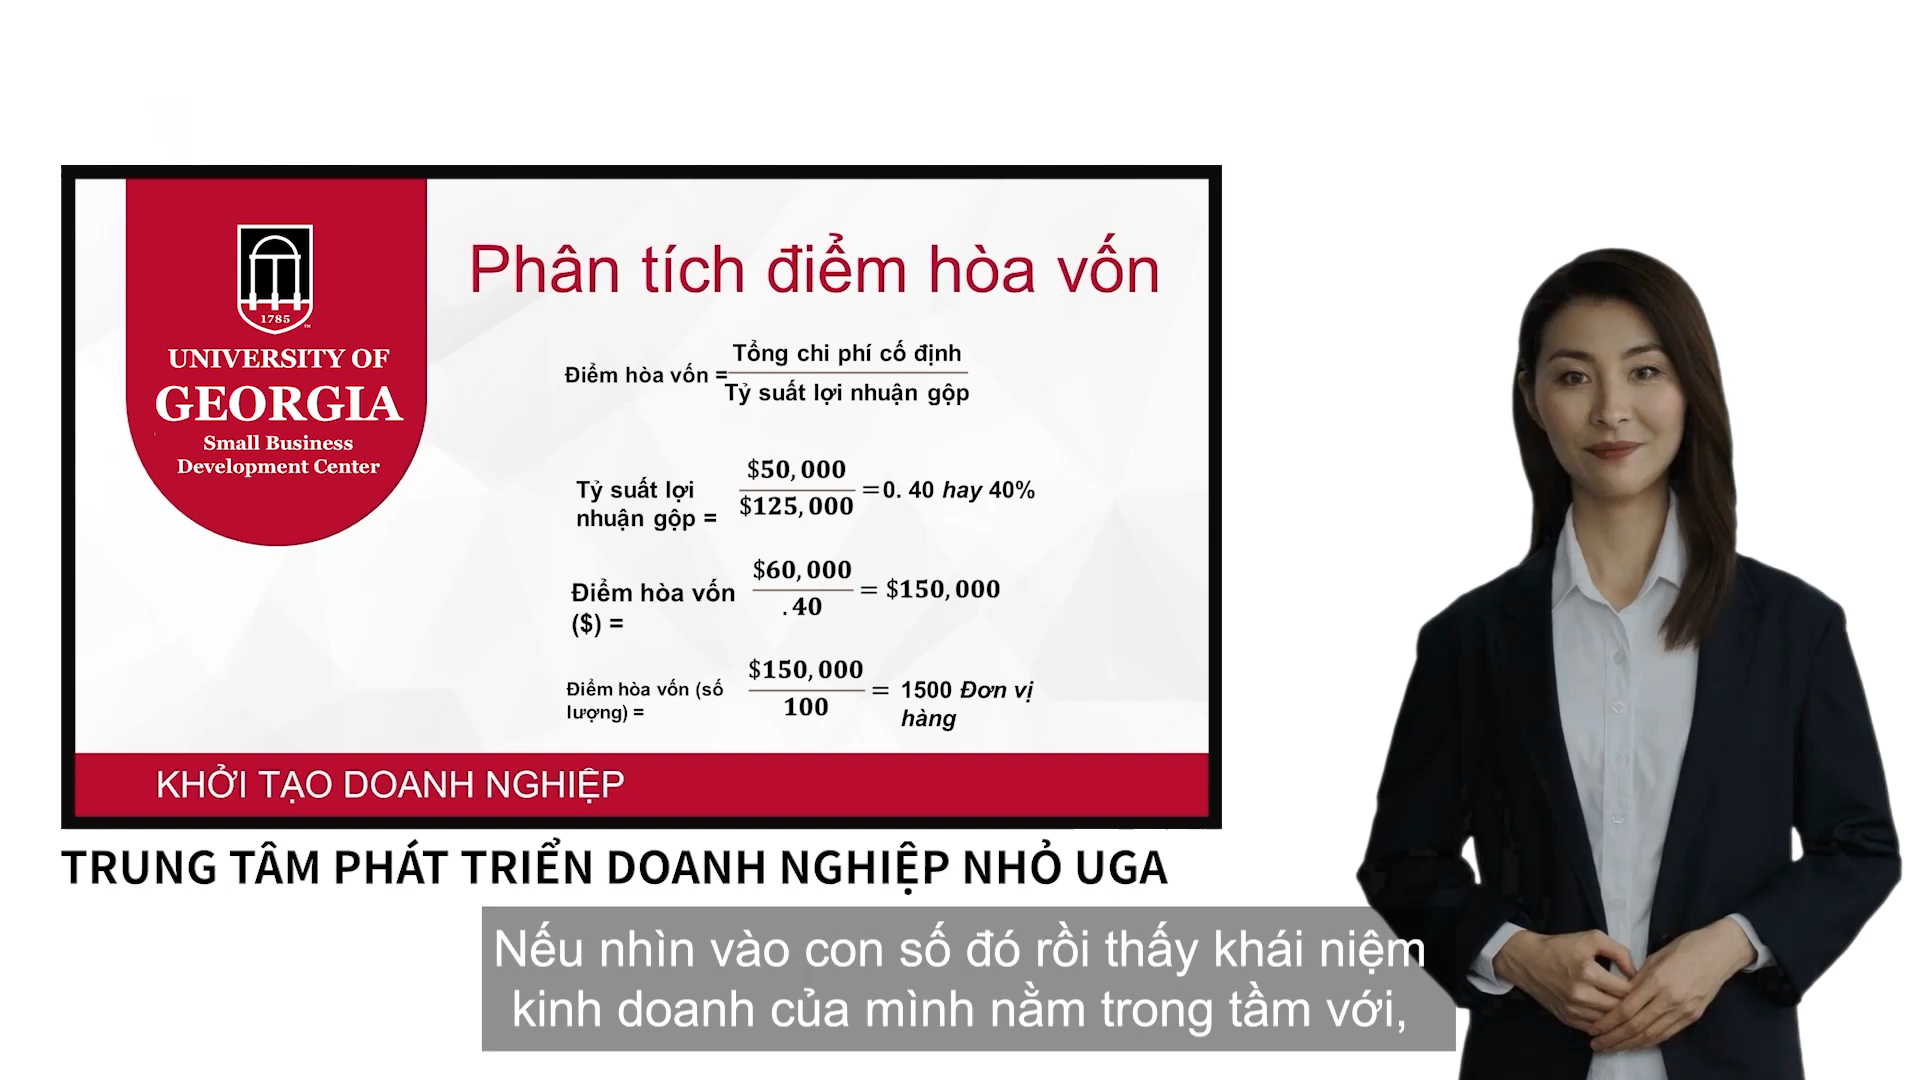 1785
UNIVERSITY OF
GEORGIA
Small Business
Development Center
Phân tích điểm hòa vốn
Điểm hòa vốn = Tổng chi phí cố định
Tỷ suất lợi nhuận gộp
Tỷ suất lợi
nhuận gộp =
$50,000
$125,000
=0. 40 hay 40%
Điểm hòa vốn
($) =
$60,000
.40
= $150,000
Điểm hòa vốn (số
lượng) =
$150,000
100
= 1500 Đơn vị
hàng
KHỞI TẠO DOANH NGHIỆP
TRUNG TÂM PHÁT TRIỂN DOANH NGHIỆP NHỎ UGA
Nếu nhìn vào con số đó rồi thấy khái niệm
kinh doanh của mình nằm trong tầm với,